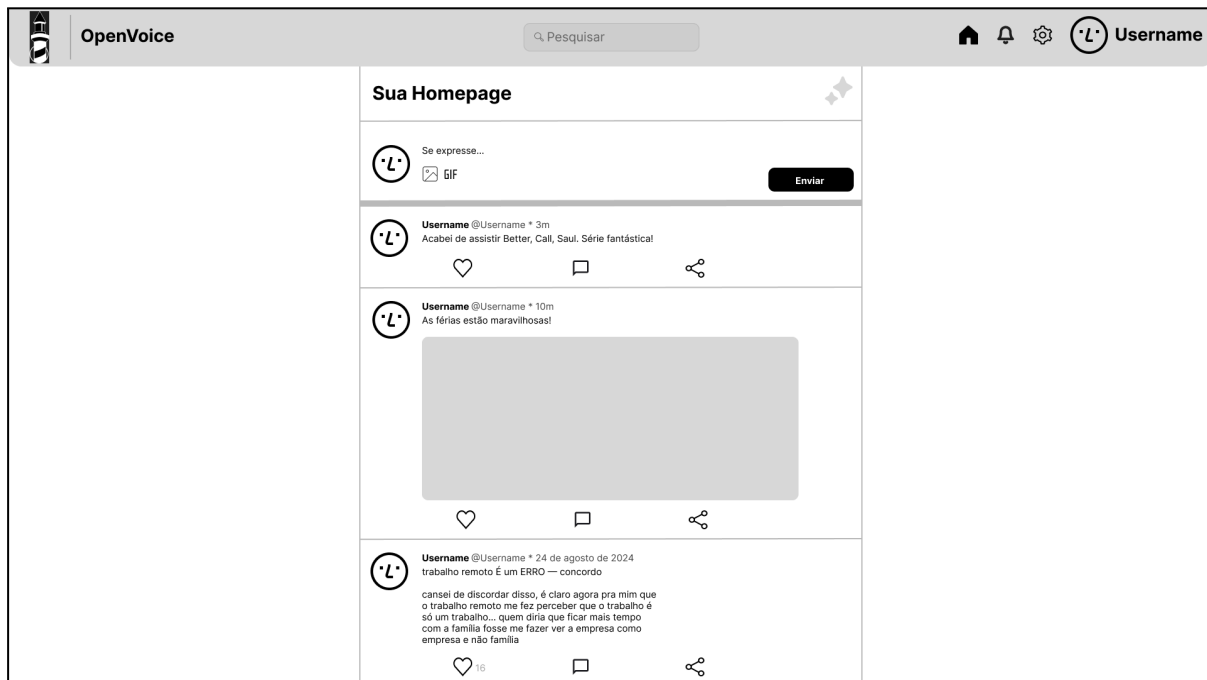 OpenVoice
Pesquisar
Username
Sua Homepage
Se expresse...
GIF
Enviar
Username @Username * 3m
Acabei de assistir Better, Call, Saul. Série fantástica!
Username @Username * 10m
As férias estão maravilhosas!
Username @Username * 24 de agosto de 2024
trabalho remoto É um ERRO — concordo
cansei de discordar disso, é claro agora pra mim que
o trabalho remoto me fez perceber que o trabalho é
só um trabalho... quem diria que ficar mais tempo
com a família fosse me fazer ver a empresa como
empresa e não família
16